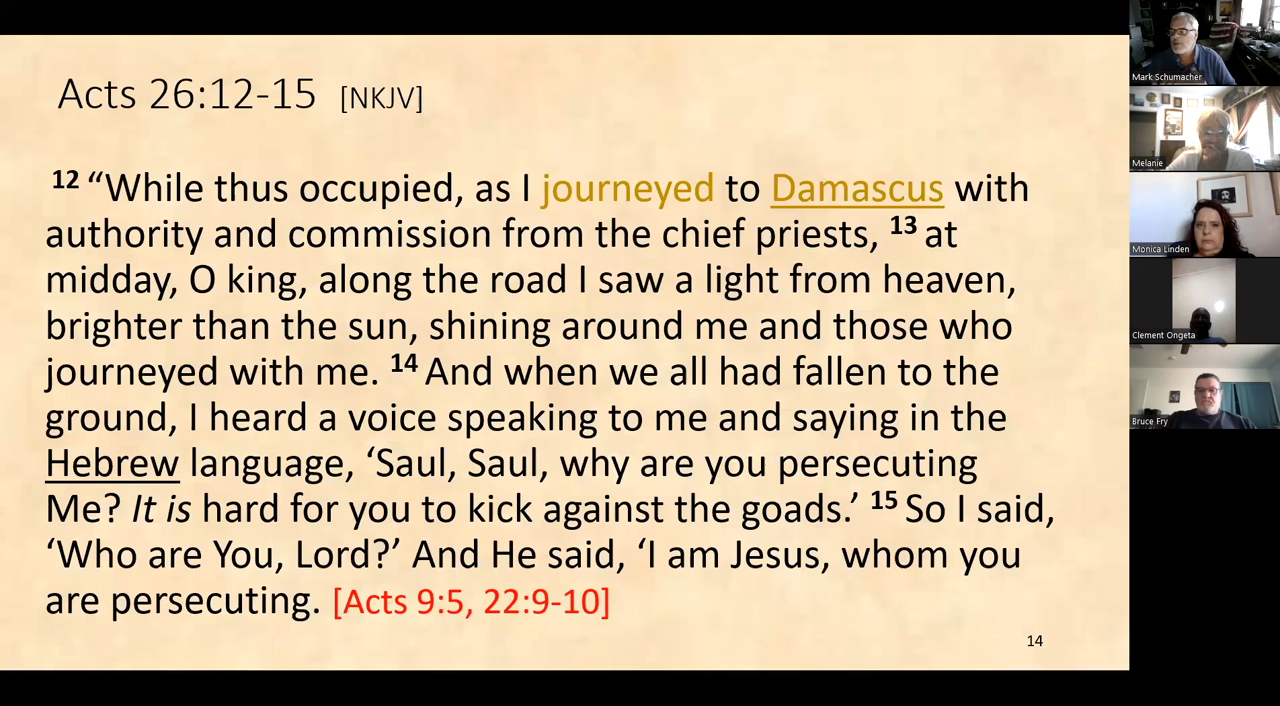 Acts 26:12-15 [NKJV]
12 “While thus occupied, as I journeyed to Damascus with
authority and commission from the chief priests, 13 at
midday, O king, along the road I saw a light from heaven,
brighter than the sun, shining around me and those who
journeyed with me. 14 And when we all had fallen to the
ground, I heard a voice speaking to me and saying in the
Hebrew language, ‘Saul, Saul, why are you persecuting
Me? It is hard for you to kick against the goads.’ 15 So I said,
‘Who are You, Lord?’ And He said, ‘I am Jesus, whom you
are persecuting. [Acts 9:5, 22:9-10]
14
Mark Schumacher
Melanie
Monica Linden
Clement Ongeta
Bruce Fry